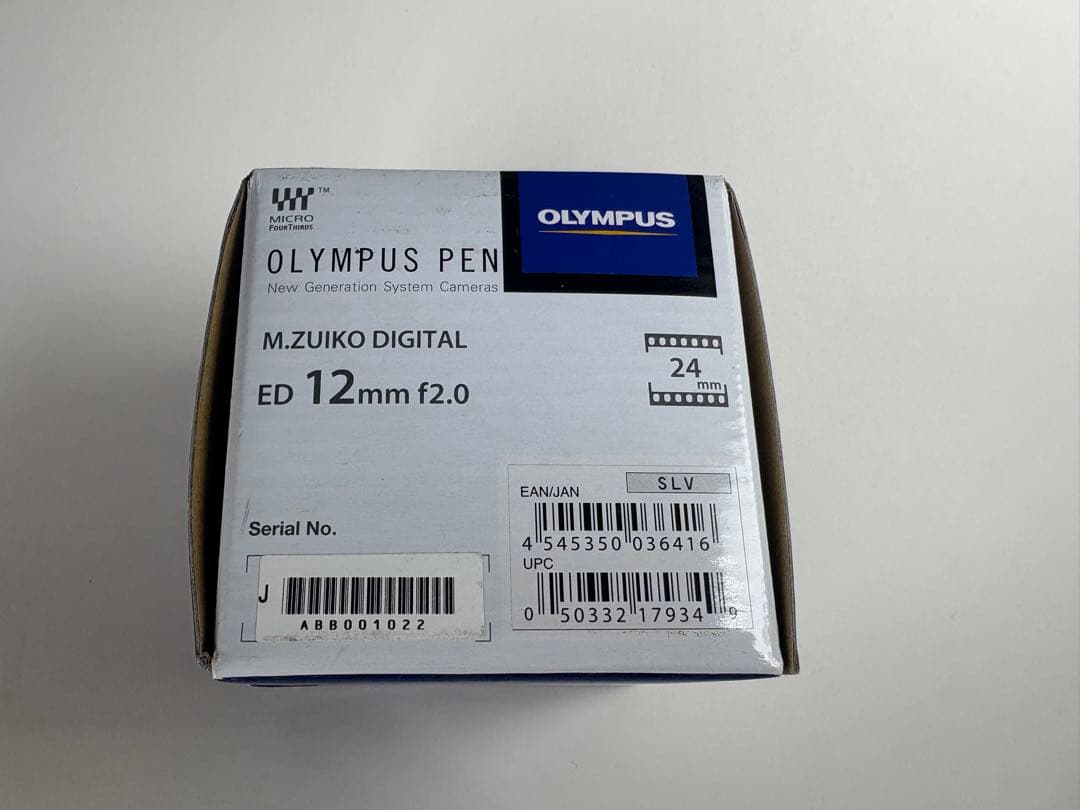 TM
MICRO
FOURTHIRDS
OLYMPUS
OLYMPUS PEN
New Generation System Cameras
M.ZUIKO DIGITAL
ED 12mm f2.0
24
mm
SLV
EAN/JAN
4 545350 036416
UPC
0 50332 17934 9
Serial No.
J
ABB001022